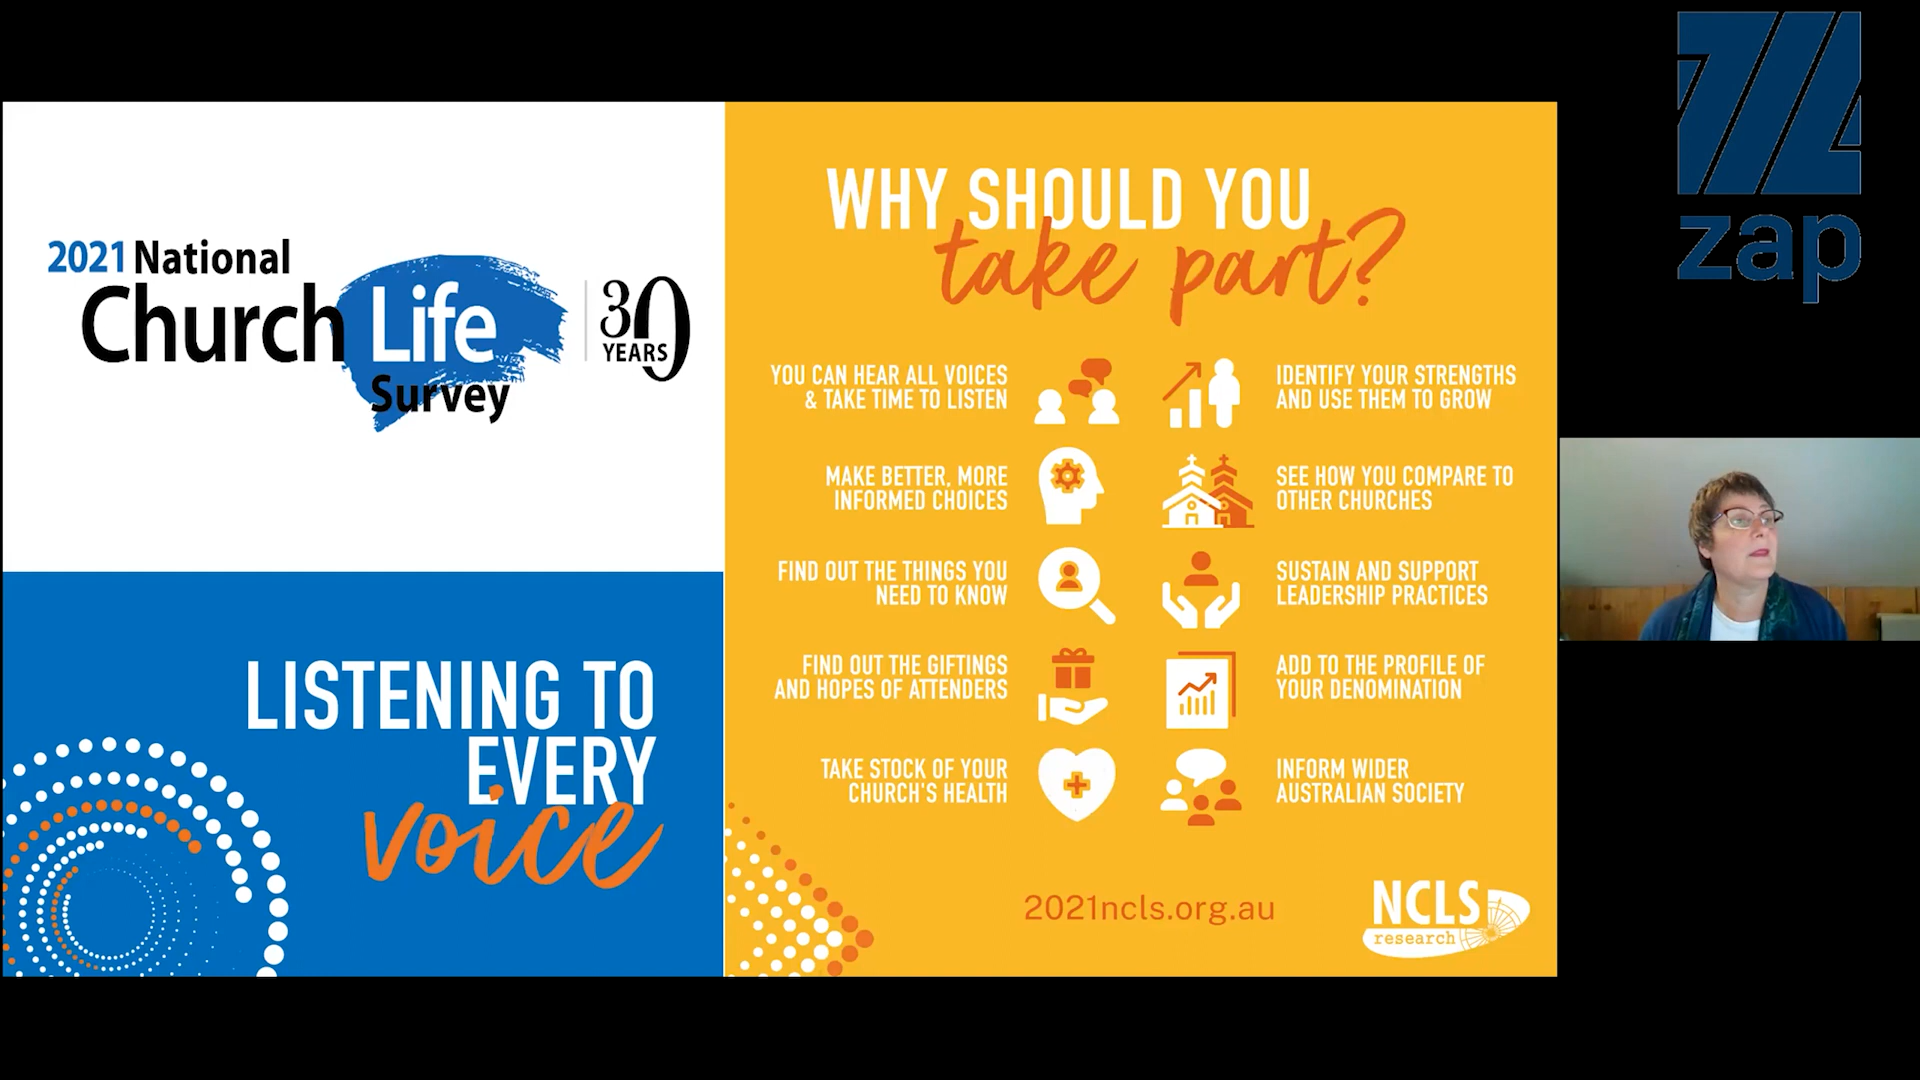 2021 National
Church Life
Survey
30
YEARS
LISTENING TO
EVERY
voice
WHY SHOULD YOU
take part?
YOU CAN HEAR ALL VOICES
& TAKE TIME TO LISTEN
MAKE BETTER, MORE
INFORMED CHOICES
FIND OUT THE THINGS YOU
NEED TO KNOW
FIND OUT THE GIFTINGS
AND HOPES OF ATTENDERS
TAKE STOCK OF YOUR
CHURCH'S HEALTH
IDENTIFY YOUR STRENGTHS
AND USE THEM TO GROW
SEE HOW YOU COMPARE TO
OTHER CHURCHES
SUSTAIN AND SUPPORT
LEADERSHIP PRACTICES
ADD TO THE PROFILE OF
YOUR DENOMINATION
INFORM WIDER
AUSTRALIAN SOCIETY
2021ncls.org.au
NCLS
research
zap